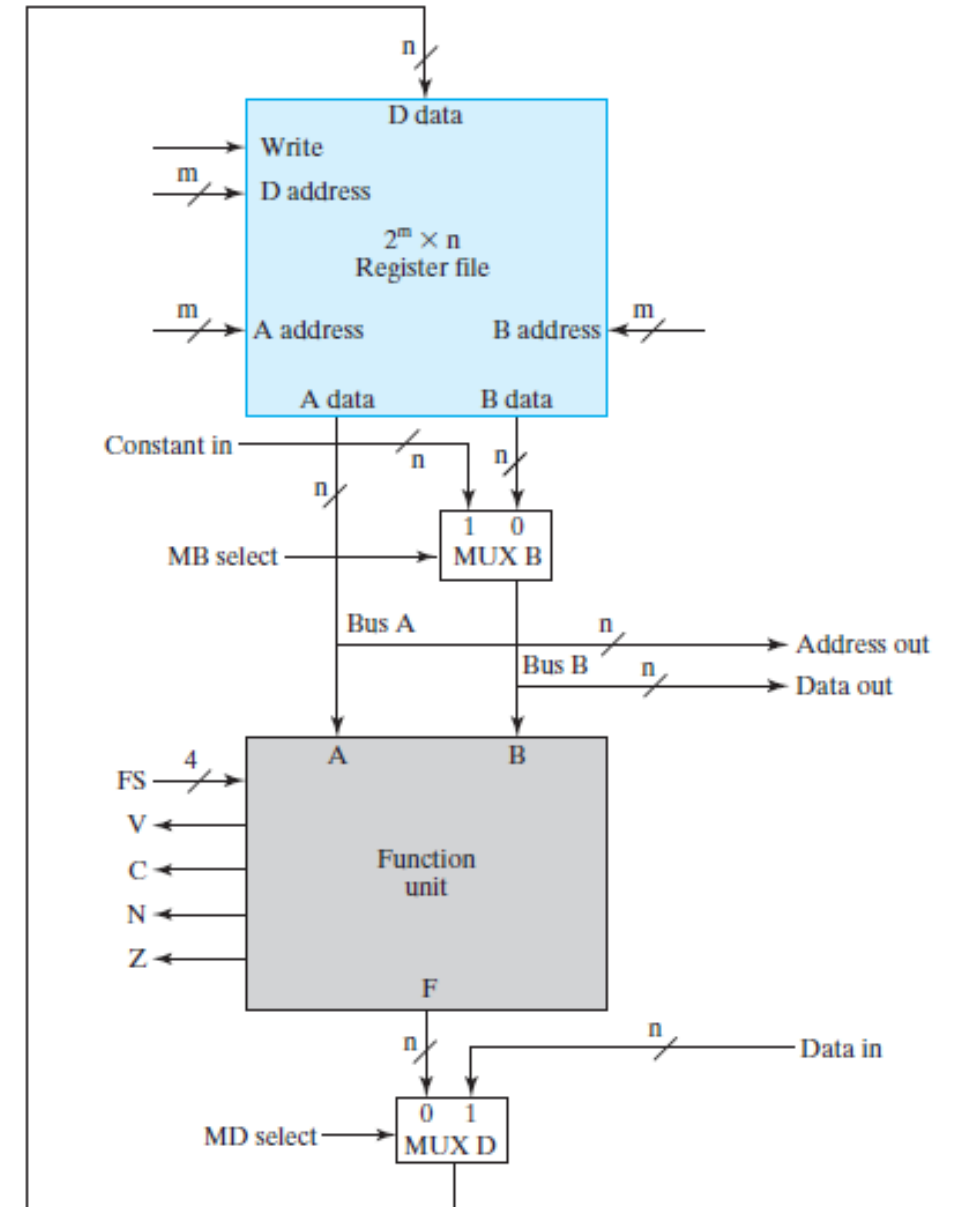 n
D data
Write
m
D address
2^m × n
Register file
m
A address
B address
m
A data
B data
Constant in
n
n
n
1 0
MUX B
MB select
Bus A
n
Address out
Bus B
n
Data out
A
B
FS
4
V
C
N
Z
Function
unit
F
n
n
Data in
0 1
MUX D
MD select